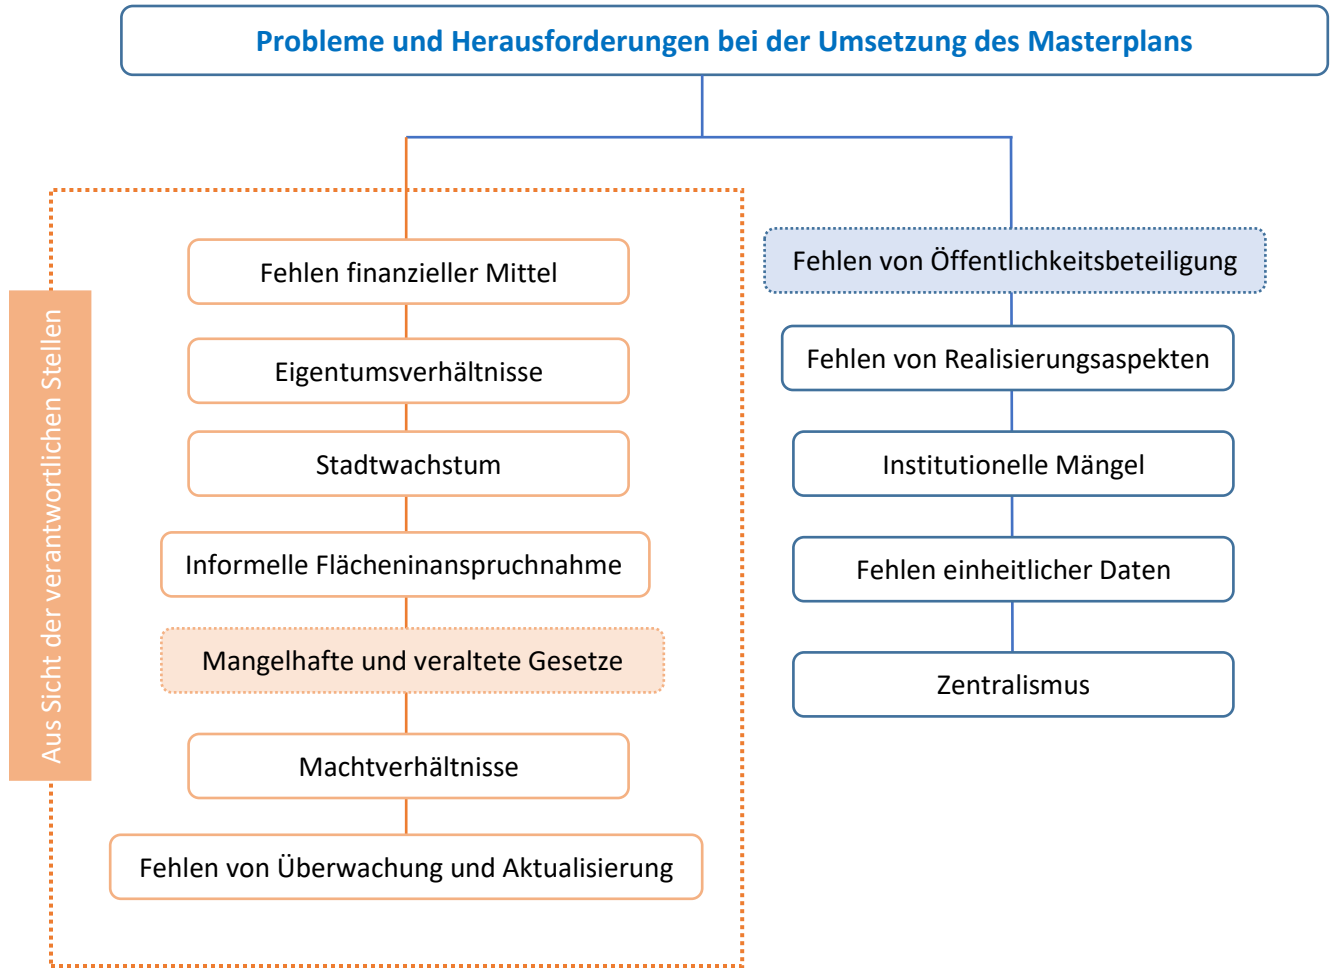 Probleme und Herausforderungen bei der Umsetzung des Masterplans
Aus Sicht der verantwortlichen Stellen
Fehlen finanzieller Mittel
Eigentumsverhältnisse
Stadtwachstum
Informelle Flächeninanspruchnahme
Mangelhafte und veraltete Gesetze
Machtverhältnisse
Fehlen von Überwachung und Aktualisierung
Fehlen von Öffentlichkeitsbeteiligung
Fehlen von Realisierungsaspekten
Institutionelle Mängel
Fehlen einheitlicher Daten
Zentralismus